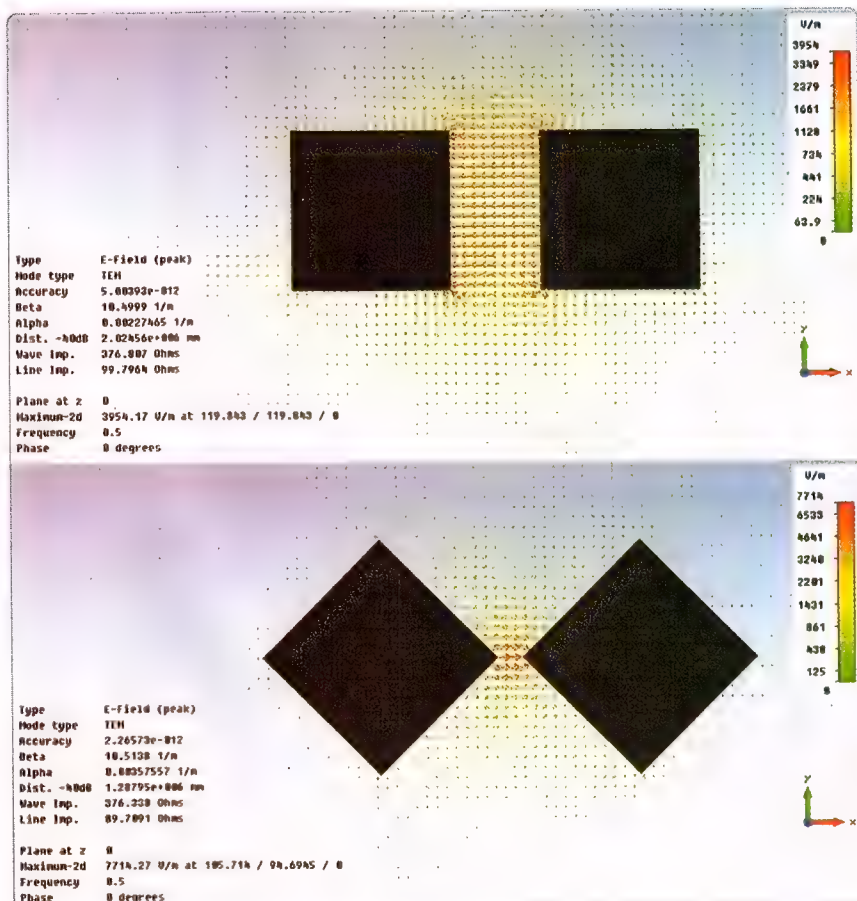 V/m
3954
3349
2379
1661
1128
734
441
224
63.9
0
Type E-Field (peak)
Mode type TEM
Accuracy 5.08393e-012
Beta 10.4999 1/m
Alpha 0.00227465 1/m
Dist. -40dB 2.02456e+006 mm
Wave Imp. 376.807 Ohms
Line Imp. 99.7964 Ohms
y
x
Plane at z 0
Maximum-2d 3954.17 V/m at 119.843 / 119.843 / 0
Frequency 0.5
Phase 0 degrees
V/m
7714
6533
4641
3240
2201
1431
861
438
125
0
Type E-Field (peak)
Mode type TEM
Accuracy 2.26573e-012
Beta 10.5138 1/m
Alpha 0.00357557 1/m
Dist. -40dB 1.28795e+006 mm
Wave Imp. 376.330 Ohms
Line Imp. 89.7091 Ohms
y
x
Plane at z 0
Maximum-2d 7714.27 V/m at 105.714 / 94.6945 / 0
Frequency 0.5
Phase 0 degrees